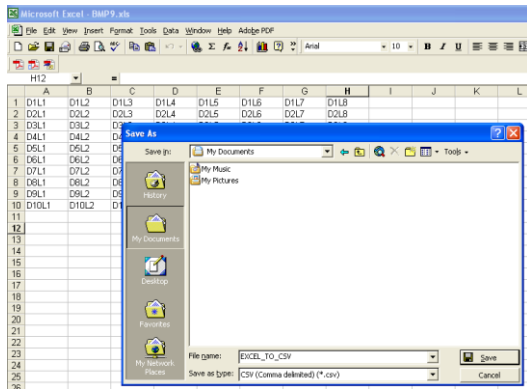 Microsoft Excel - BMP9.xls
File Edit View Insert Format Tools Data Window Help Adobe PDF
Arial 10 B I U
H12 =
A B C D E F G H I J K L
1 D1L1 D1L2 D1L3 D1L4 D1L5 D1L6 D1L7 D1L8
2 D2L1 D2L2 D2L3 D2L4 D2L5 D2L6 D2L7 D2L8
3 D3L1 D3L2
4 D4L1 D4L2
5 D5L1 D5L2
6 D6L1 D6L2
7 D7L1 D7L2
8 D8L1 D8L2
9 D9L1 D9L2
10 D10L1 D10L2
11
12
13
14
15
16
17
18
19
20
21
22
23
24
25
26
Save As
Save in: My Documents Tools
My Music
My Pictures
History
My Documents
Desktop
Favorites
My Network Places
File name: EXCEL_TO_CSV Save
Save as type: CSV (Comma delimited) (*.csv) Cancel